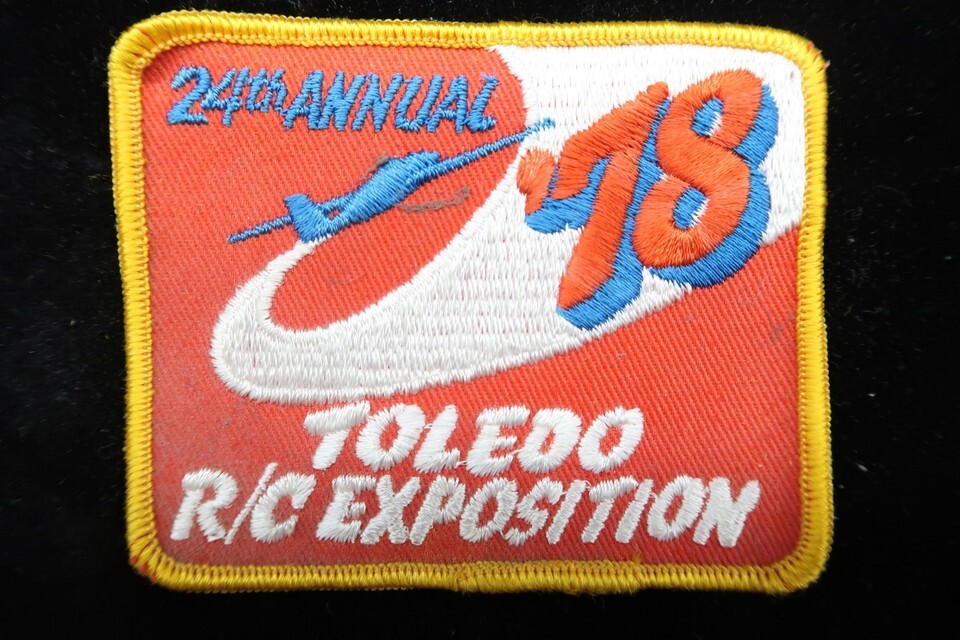 24th ANNUAL
'78
TOLEDO
R/C EXPOSITION